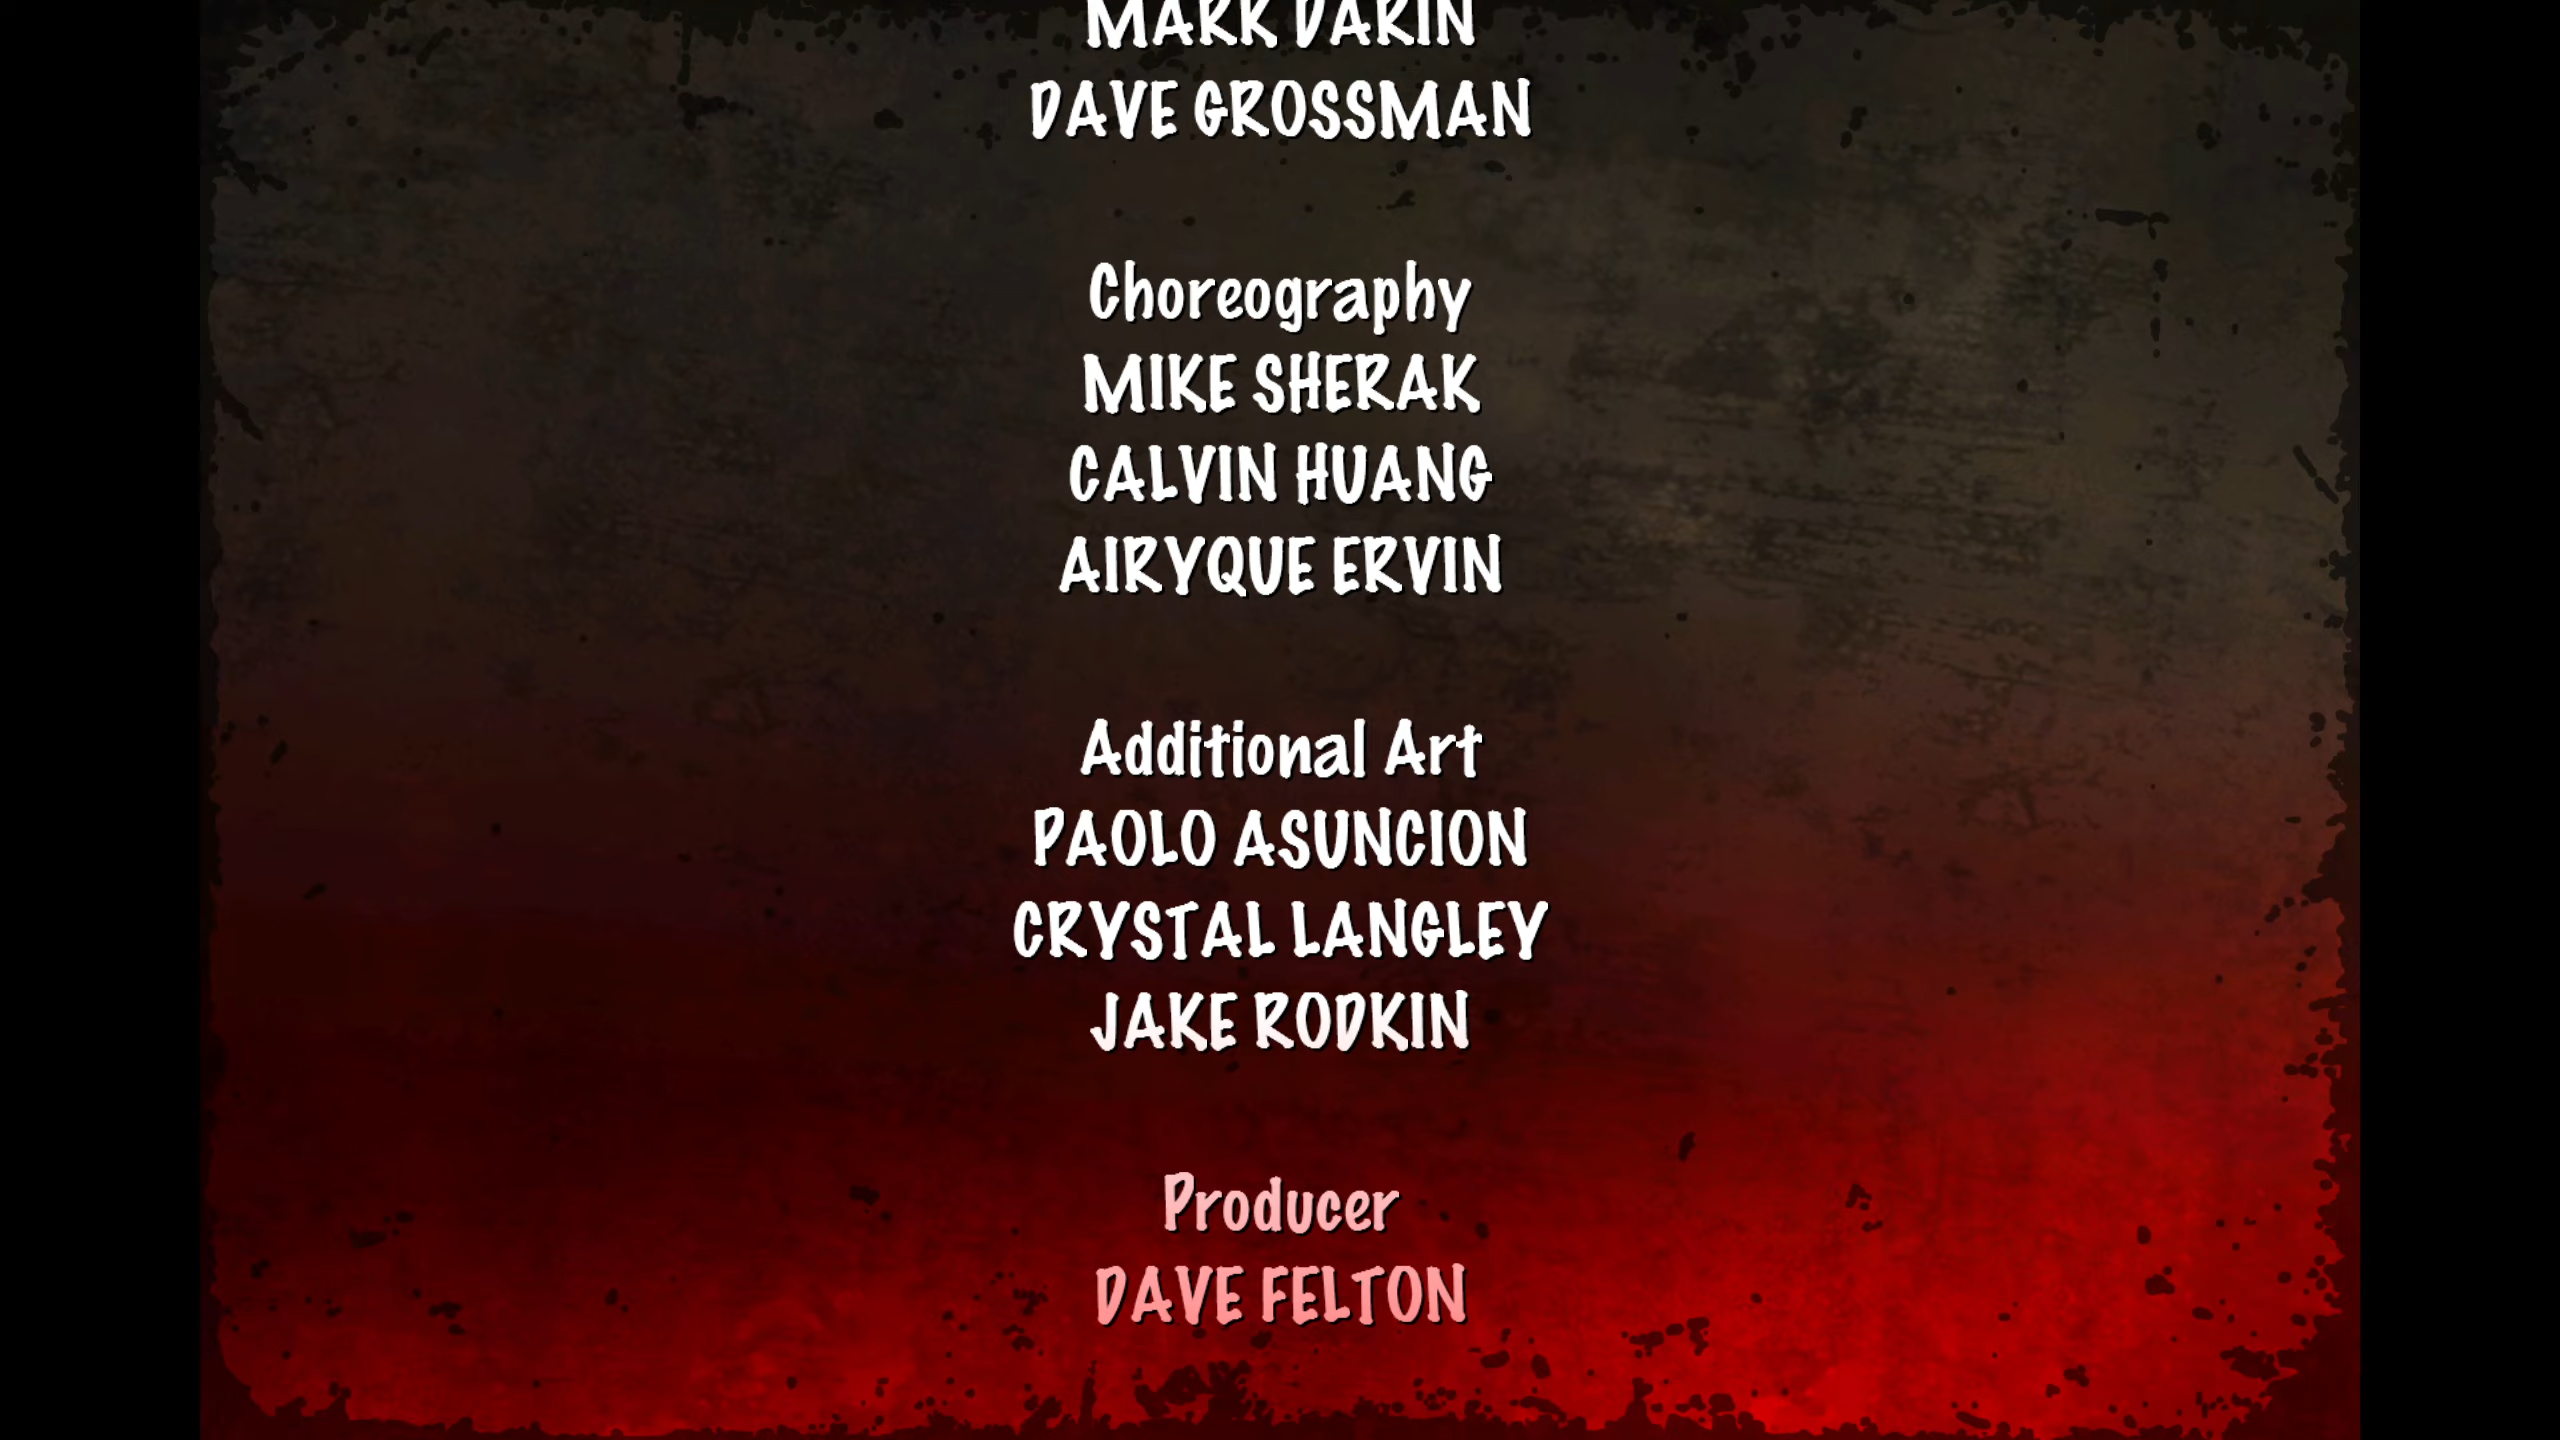 MARK DARIN
DAVE GROSSMAN
Choreography
MIKE SHERAK
CALVIN HUANG
AIRYQUE ERVIN
Additional Art
PAOLO ASUNCION
CRYSTAL LANGLEY
JAKE RODKIN
Producer
DAVE FELTON